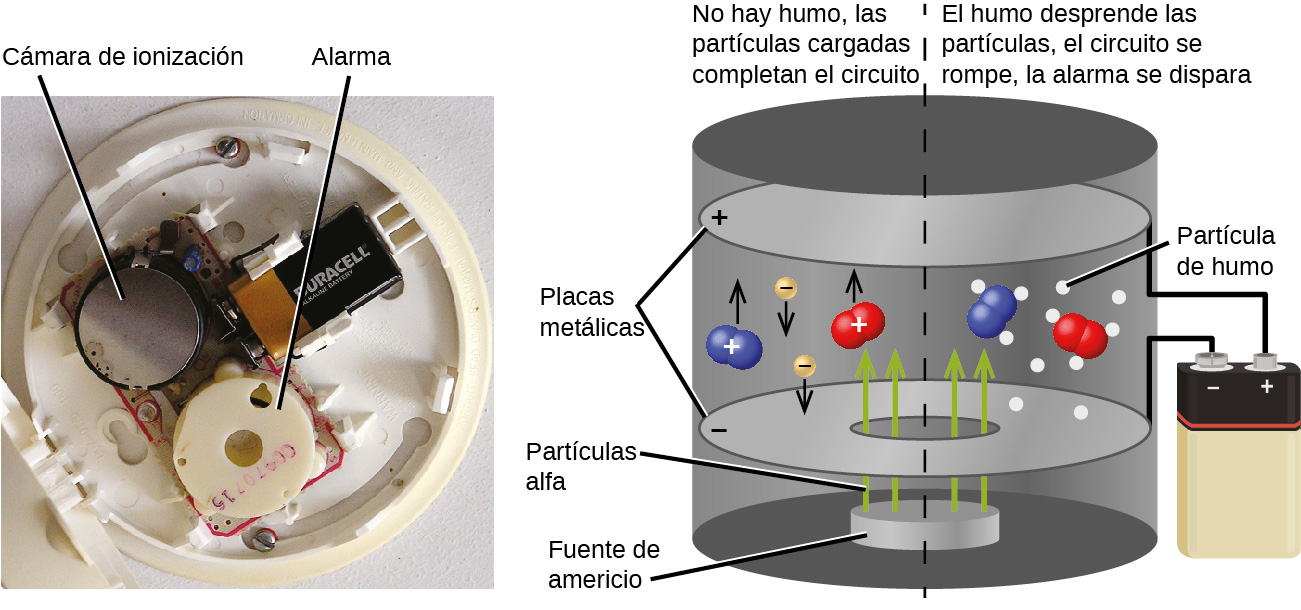 Cámara de ionización
Alarma
DURACELL
ALKALINE BATTERY
No hay humo, las
partículas cargadas
completan el circuito
El humo desprende las
partículas, el circuito se
rompe, la alarma se dispara
+
Placas
metálicas
Partícula
de humo
–
+
–
+
–
+
–
Partículas
alfa
Fuente de
americio